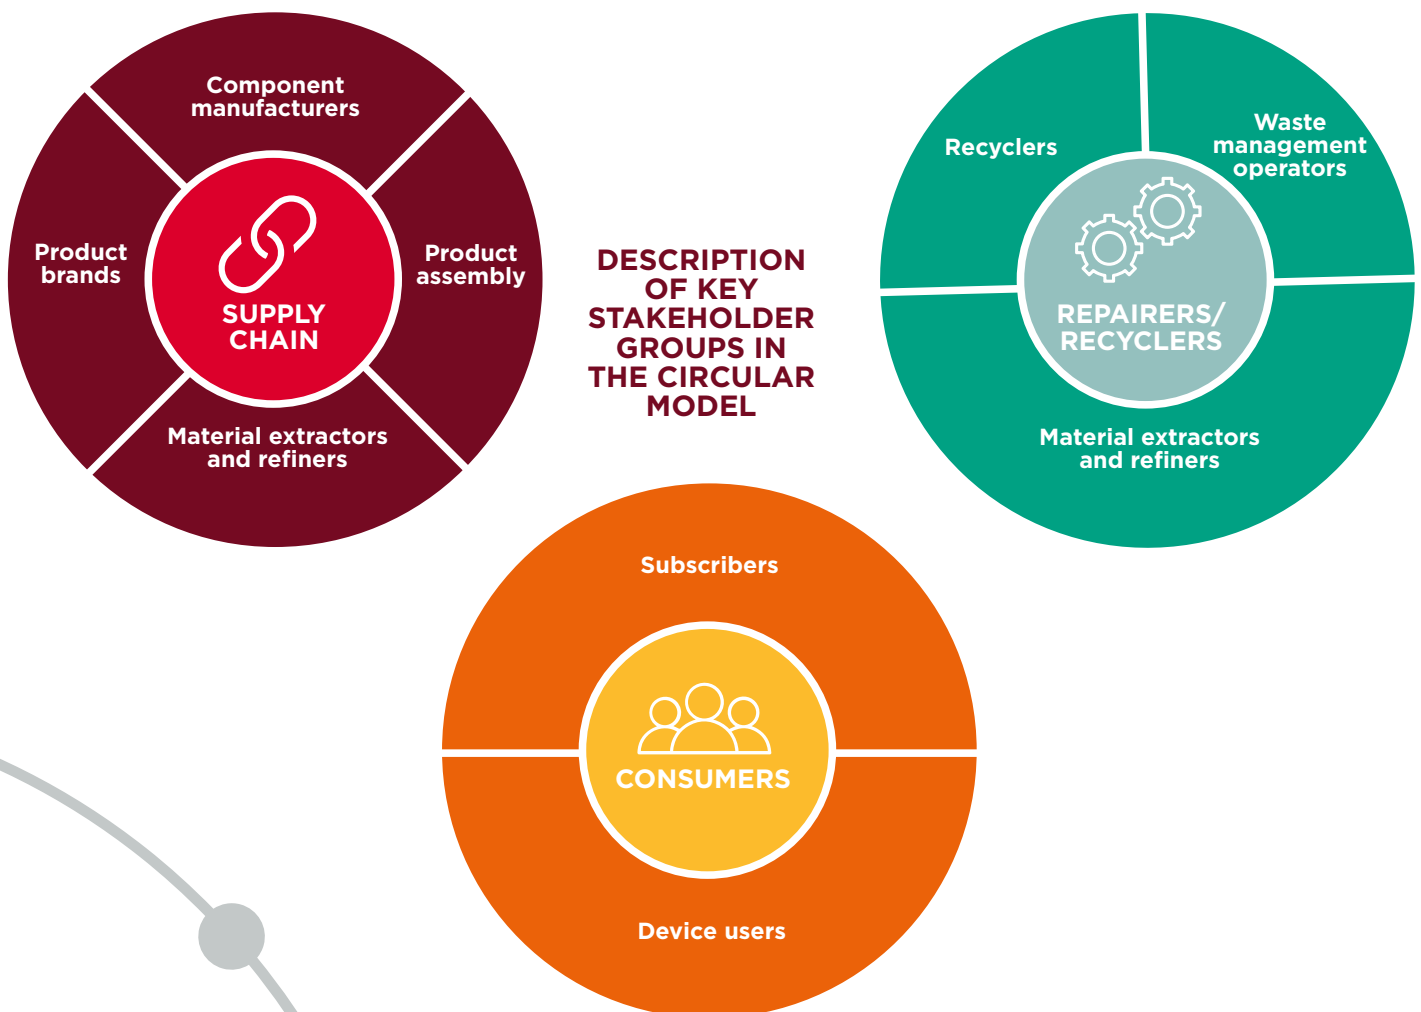 Component
manufacturers
Product
brands
Product
assembly
SUPPLY
CHAIN
Material extractors
and refiners
DESCRIPTION
OF KEY
STAKEHOLDER
GROUPS IN
THE CIRCULAR
MODEL
Recyclers
Waste
management
operators
REPAIRERS/
RECYCLERS
Material extractors
and refiners
Subscribers
CONSUMERS
Device users